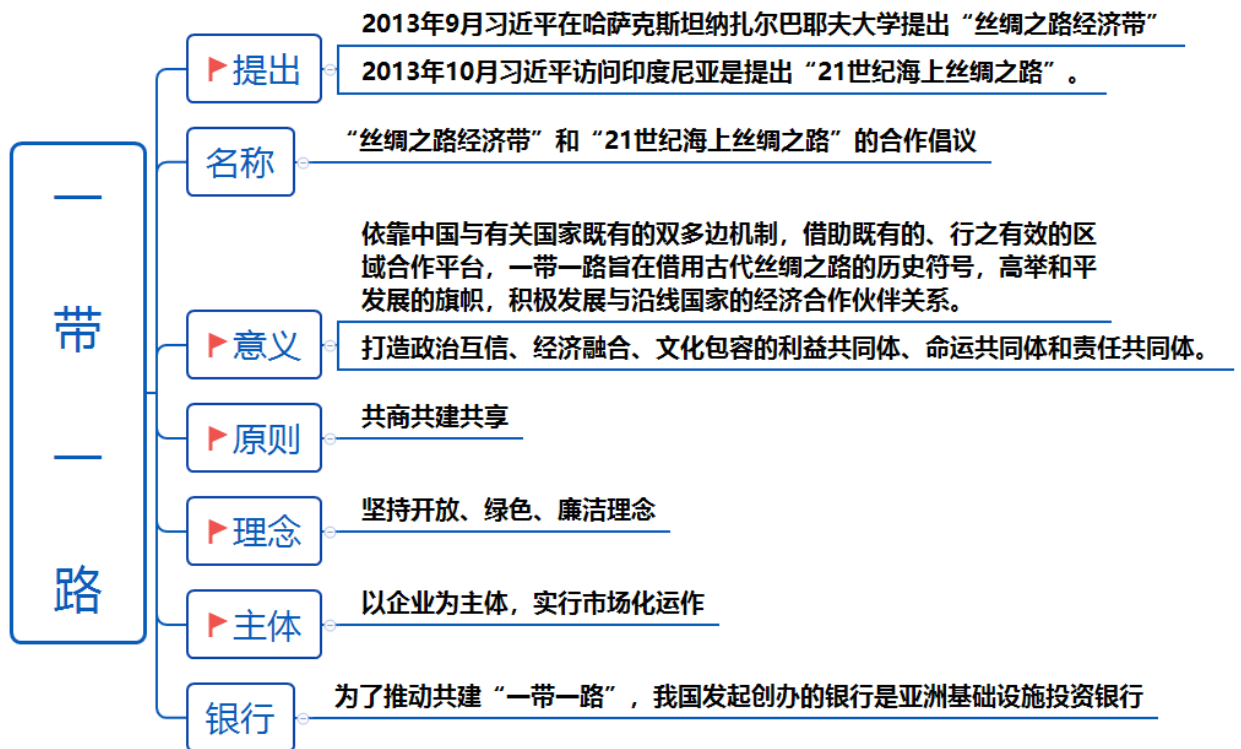 一带一路
提出
2013年9月习近平在哈萨克斯坦纳扎尔巴耶夫大学提出“丝绸之路经济带”
2013年10月习近平访问印度尼亚是提出“21世纪海上丝绸之路”。
名称
“丝绸之路经济带”和“21世纪海上丝绸之路”的合作倡议
意义
依靠中国与有关国家既有的双多边机制，借助既有的、行之有效的区
域合作平台，一带一路旨在借用古代丝绸之路的历史符号，高举和平
发展的旗帜，积极发展与沿线国家的经济合作伙伴关系。
打造政治互信、经济融合、文化包容的利益共同体、命运共同体和责任共同体。
原则
共商共建共享
理念
坚持开放、绿色、廉洁理念
主体
以企业为主体，实行市场化运作
银行
为了推动共建“一带一路”，我国发起创办的银行是亚洲基础设施投资银行